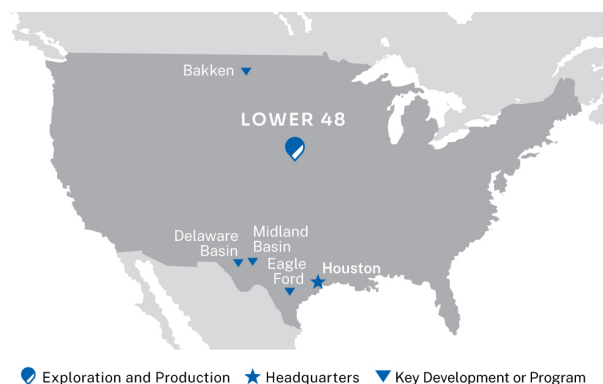 Bakken
LOWER 48
Delaware
Basin
Midland
Basin
Eagle
Ford
Houston
Exploration and Production
Headquarters
Key Development or Program